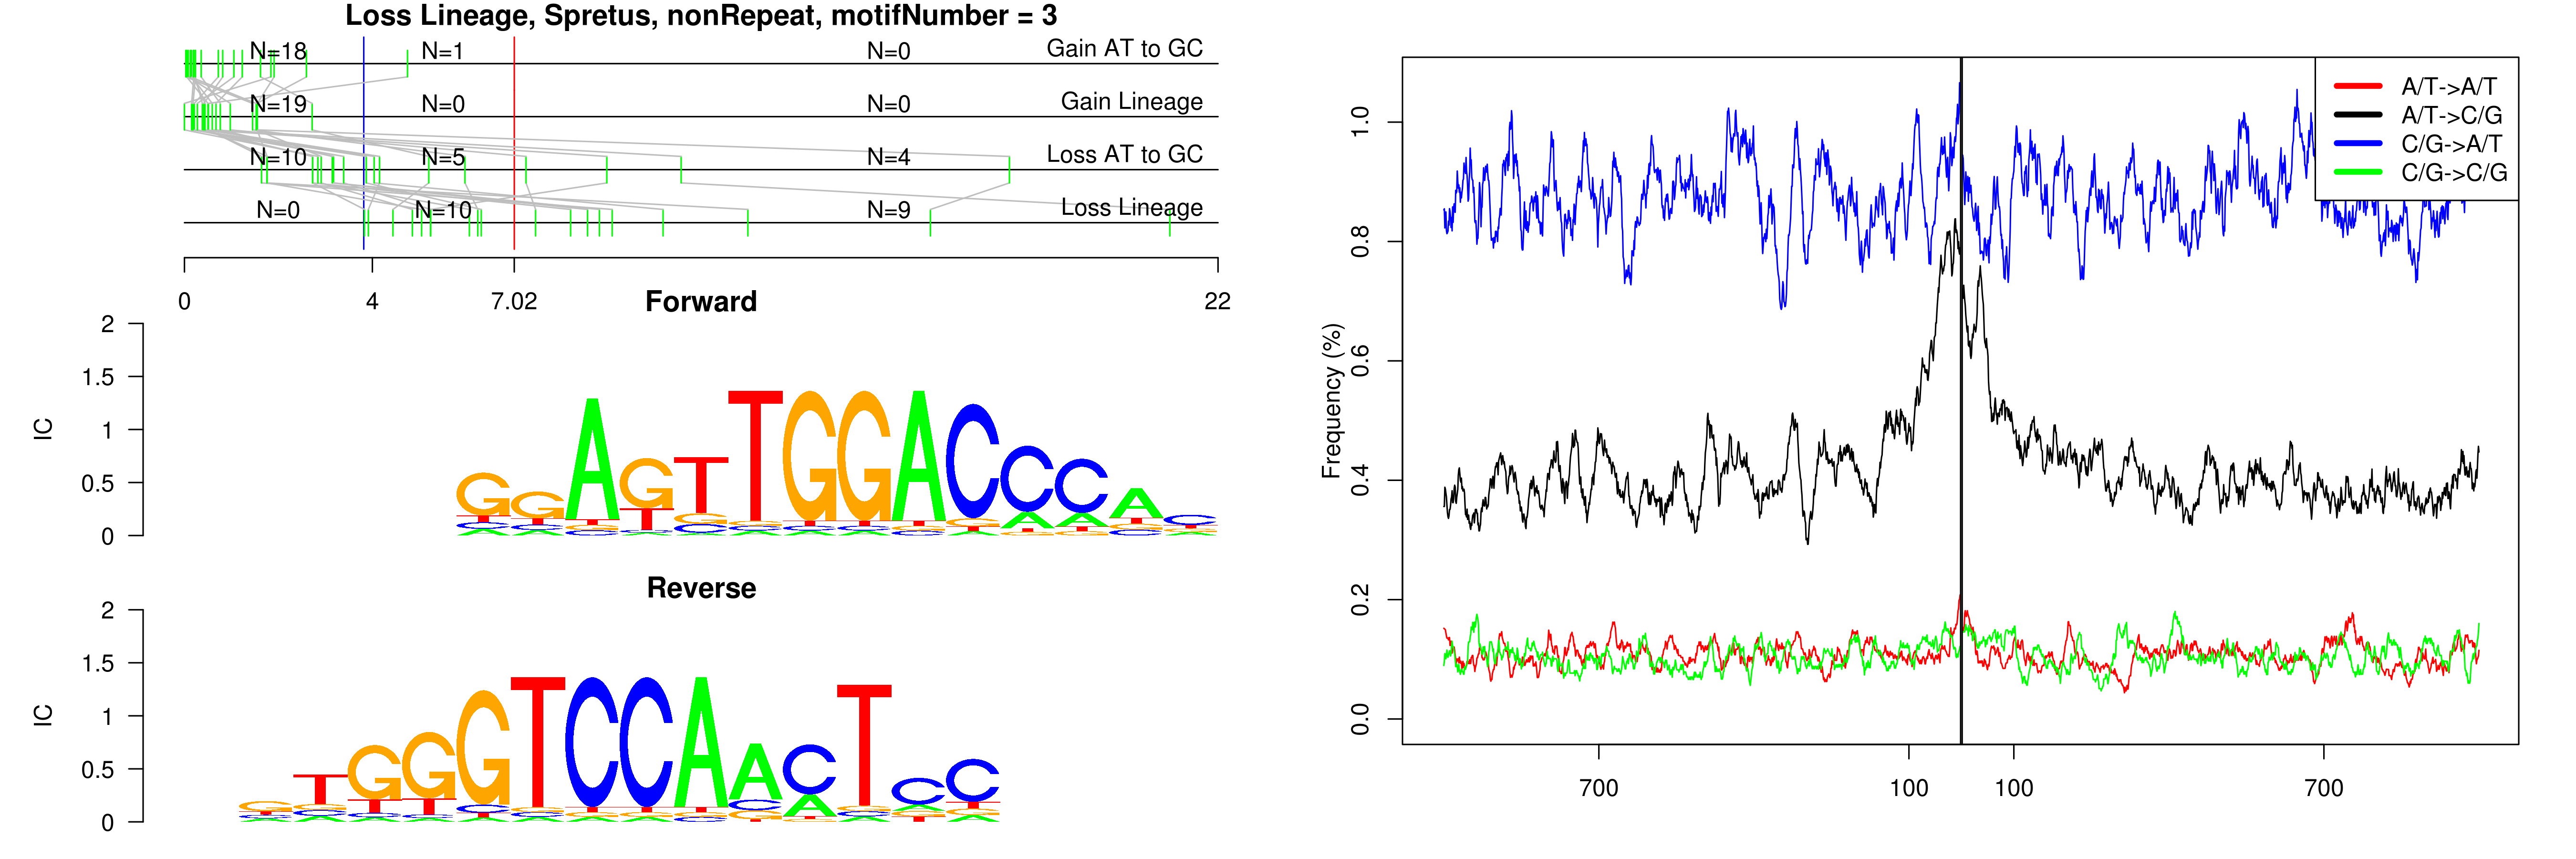 Loss Lineage, Spretus, nonRepeat, motifNumber = 3
N=18 N=1 N=0 Gain AT to GC
N=19 N=0 N=0 Gain Lineage
N=10 N=5 N=4 Loss AT to GC
N=0 N=10 N=9 Loss Lineage
0 4 7.02 22
Forward
IC
2
1.5
1
0.5
0
GGAGTTGGACCCAC
Reverse
IC
2
1.5
1
0.5
0
GTGGGTCCAACTCC
Frequency (%)
1.0
0.8
0.6
0.4
0.2
0.0
700 100 100 700
A/T->A/T
A/T->C/G
C/G->A/T
C/G->C/G